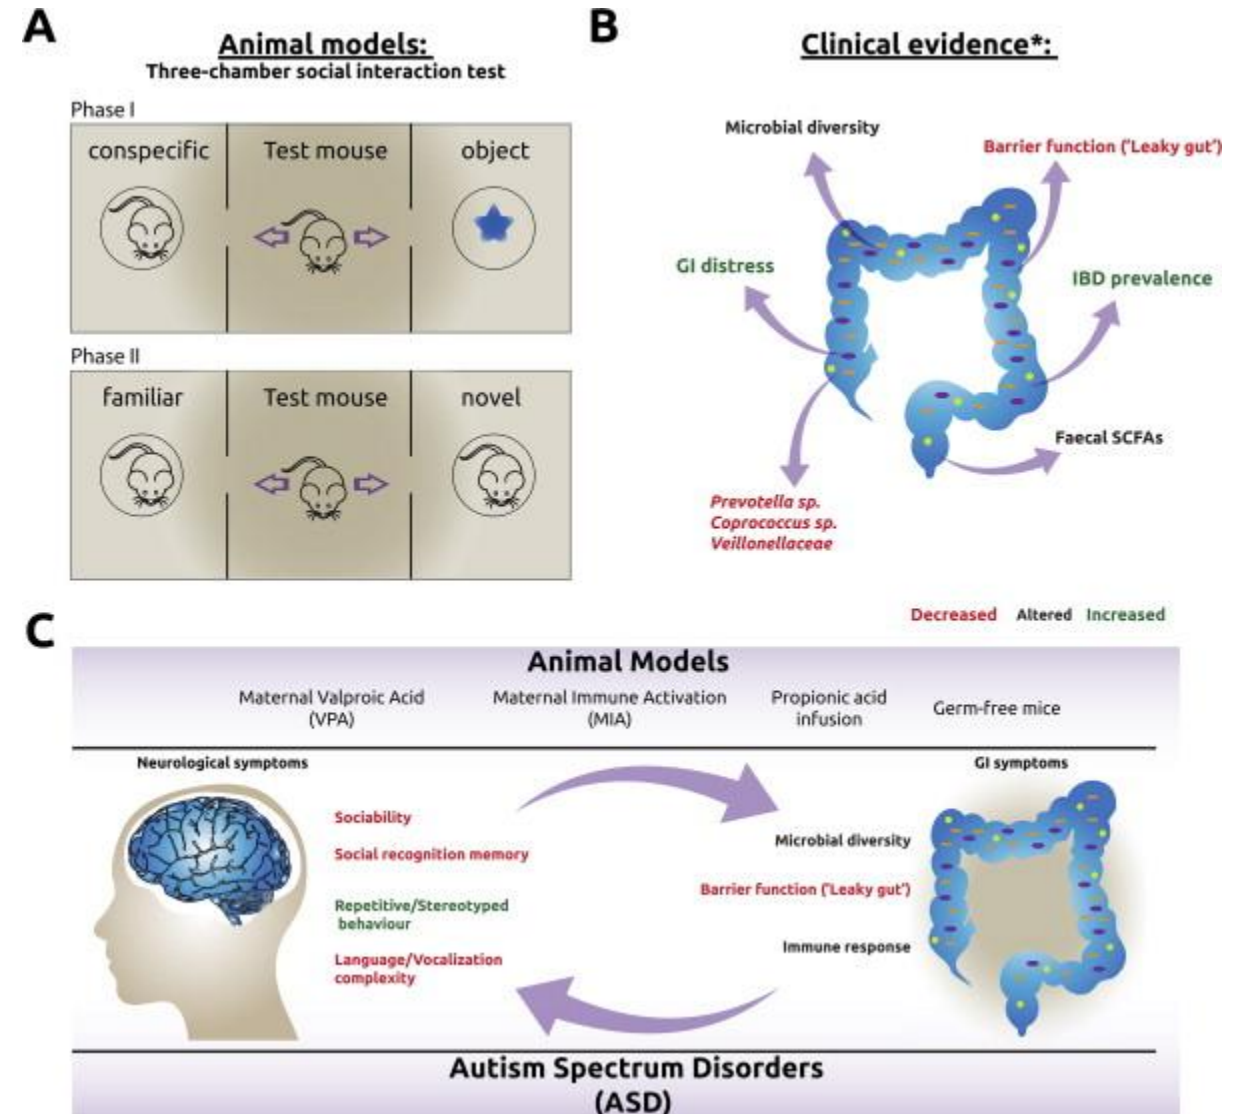 A
Animal models:
Three-chamber social interaction test
Phase I
conspecific
Test mouse
object
Phase II
familiar
Test mouse
novel
B
Clinical evidence*:
Microbial diversity
Barrier function ('Leaky gut')
GI distress
IBD prevalence
Faecal SCFAs
Prevotella sp.
Coprococcus sp.
Veillonellaceae
Decreased Altered Increased
C
Animal Models
Maternal Valproic Acid
(VPA)
Maternal Immune Activation
(MIA)
Propionic acid
infusion
Germ-free mice
Neurological symptoms
Sociability
Social recognition memory
Repetitive/Stereotyped
behaviour
Language/Vocalization
complexity
GI symptoms
Microbial diversity
Barrier function ('Leaky gut')
Immune response
Autism Spectrum Disorders
(ASD)